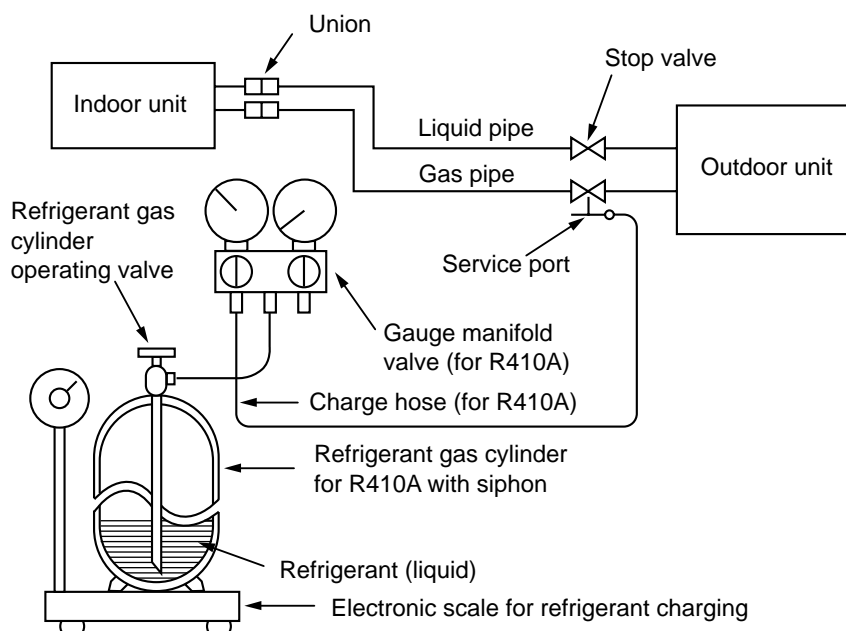 Union
Stop valve
Indoor unit
Liquid pipe
Outdoor unit
Gas pipe
Refrigerant gas
cylinder
operating valve
Service port
Gauge manifold
valve (for R410A)
Charge hose (for R410A)
Refrigerant gas cylinder
for R410A with siphon
Refrigerant (liquid)
Electronic scale for refrigerant charging